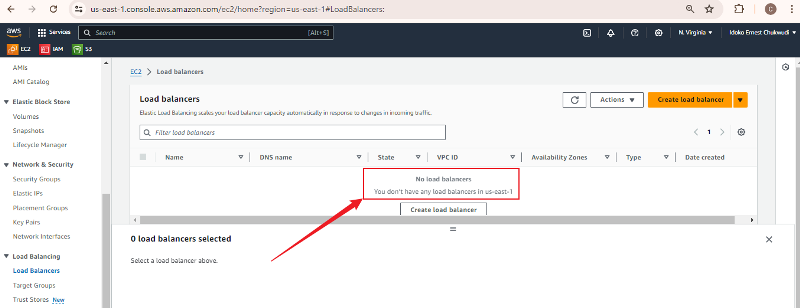 us-east-1.console.aws.amazon.com/ec2/home?region=us-east-1#LoadBalancers:
C
aws
Services
Search
[Alt+S]
N. Virginia
Idoko Ernest Chukwudi
EC2
IAM
S3
AMIs
AMI Catalog
Elastic Block Store
Volumes
Snapshots
Lifecycle Manager
Network & Security
Security Groups
Elastic IPs
Placement Groups
Key Pairs
Network Interfaces
Load Balancing
Load Balancers
Target Groups
Trust Stores New
EC2 > Load balancers
Load balancers
Actions
Create load balancer
Elastic Load Balancing scales your load balancer capacity automatically in response to changes in incoming traffic.
Filter load balancers
1
Name
DNS name
State
VPC ID
Availability Zones
Type
Date created
No load balancers
You don't have any load balancers in us-east-1
Create load balancer
0 load balancers selected
Select a load balancer above.